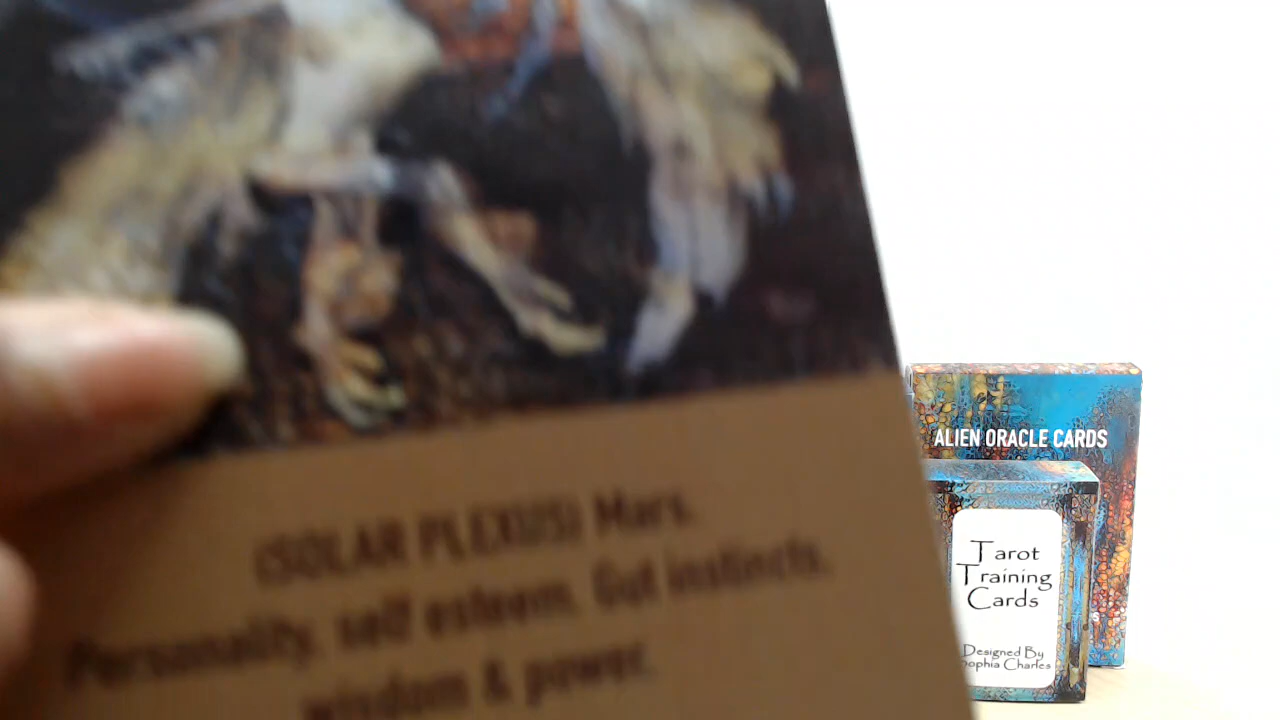 (SOLAR PLEXUS) Mars.
Personality, self esteem. Gut instincts,
wisdom & power.
ALIEN ORACLE CARDS
Tarot
Training
Cards
Designed By
Sophia Charles